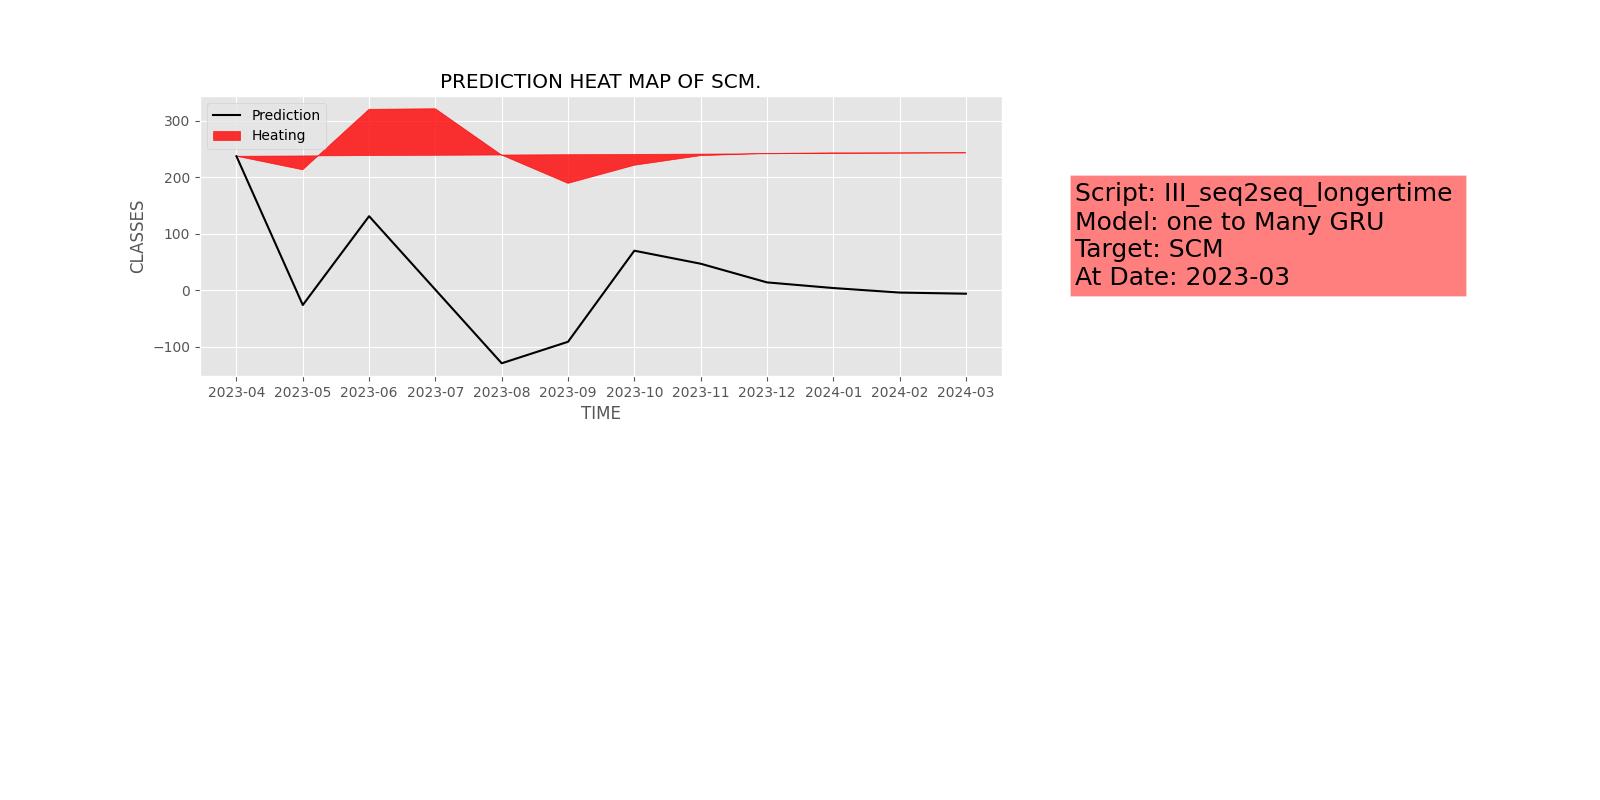 PREDICTION HEAT MAP OF SCM.
Prediction
Heating
300
200
100
0
−100
CLASSES
2023-04 2023-05 2023-06 2023-07 2023-08 2023-09 2023-10 2023-11 2023-12 2024-01 2024-02 2024-03
TIME
Script: III_seq2seq_longertime
Model: one to Many GRU
Target: SCM
At Date: 2023-03